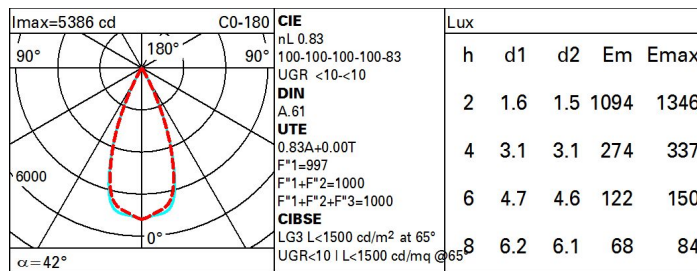 Imax=5386 cd C0-180
90° 180° 90°
6000
0°
α=42°
CIE
nL 0.83
100-100-100-100-83
UGR <10-<10
DIN
A.61
UTE
0.83A+0.00T
F"1=997
F"1+F"2=1000
F"1+F"2+F"3=1000
CIBSE
LG3 L<1500 cd/m² at 65°
UGR<10 | L<1500 cd/mq @65°
Lux
h d1 d2 Em Emax
2 1.6 1.5 1094 1346
4 3.1 3.1 274 337
6 4.7 4.6 122 150
8 6.2 6.1 68 84